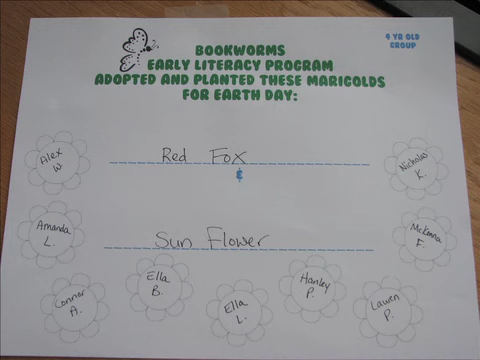 4 YR OLD
GROUP
BOOKWORMS
EARLY LITERACY PROGRAM
ADOPTED AND PLANTED THESE MARIGOLDS
FOR EARTH DAY:
Alex
W.
Red Fox
Nicholas
K.
&
Amanda
L.
Sun Flower
McKenna
F.
Connor
A.
Ella
B.
Ella
L.
Hanley
P.
Lauren
P.